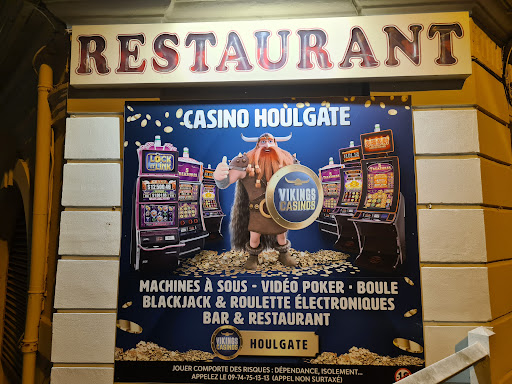 RESTAURANT
CASINO HOULGATE
LOCK
VIKINGS
CASINOS
MACHINES À SOUS - VIDÉO POKER - BOULE
BLACKJACK & ROULETTE ÉLECTRONIQUES
BAR & RESTAURANT
VIKINGS
CASINOS
HOULGATE
JOUER COMPORTE DES RISQUES : DÉPENDANCE, ISOLEMENT...
APPELEZ LE 09-74-75-13-13 (APPEL NON SURTAXÉ)